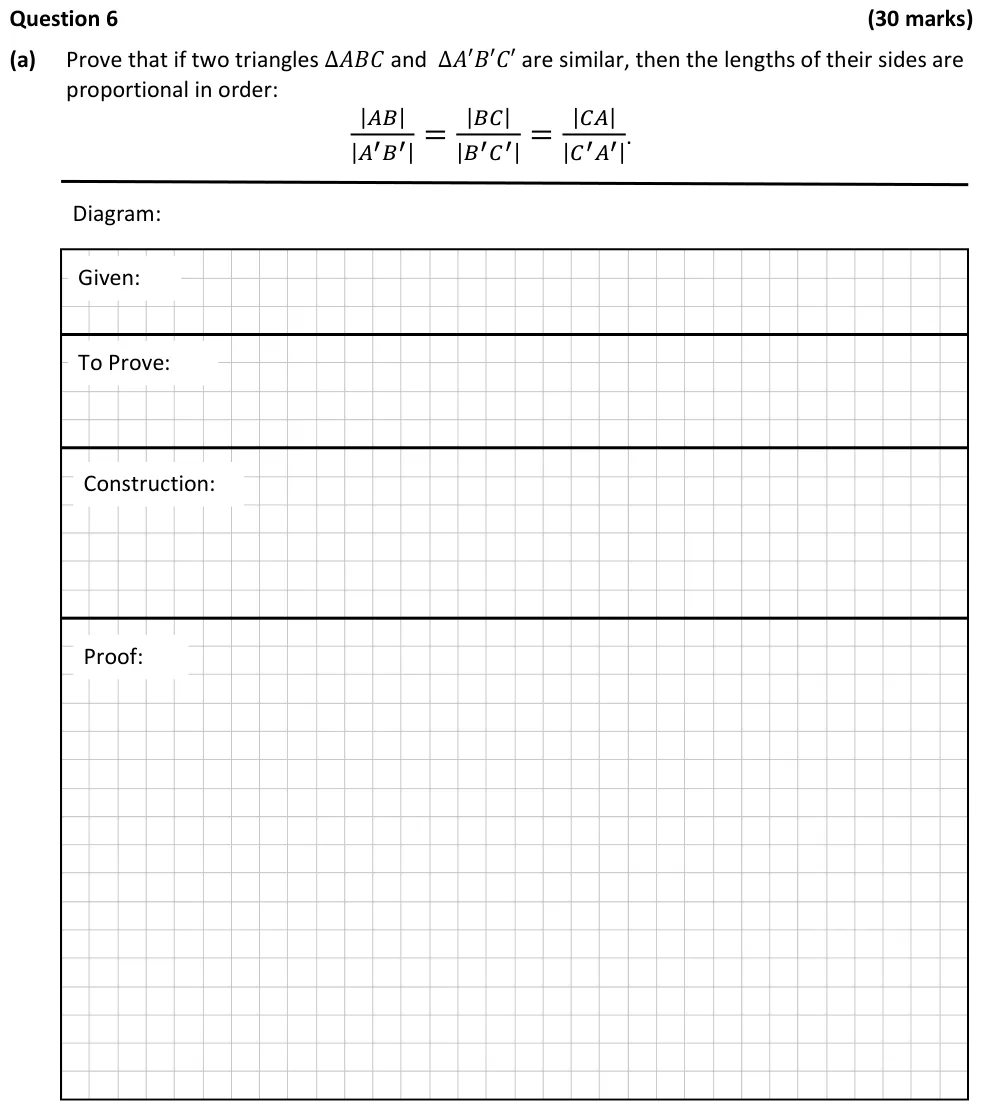 Question 6 (30 marks)
(a) Prove that if two triangles ΔABC and ΔA′B′C′ are similar, then the lengths of their sides are
proportional in order:
|AB|/|A′B′| = |BC|/|B′C′| = |CA|/|C′A′|.
Diagram:
Given:
To Prove:
Construction:
Proof: